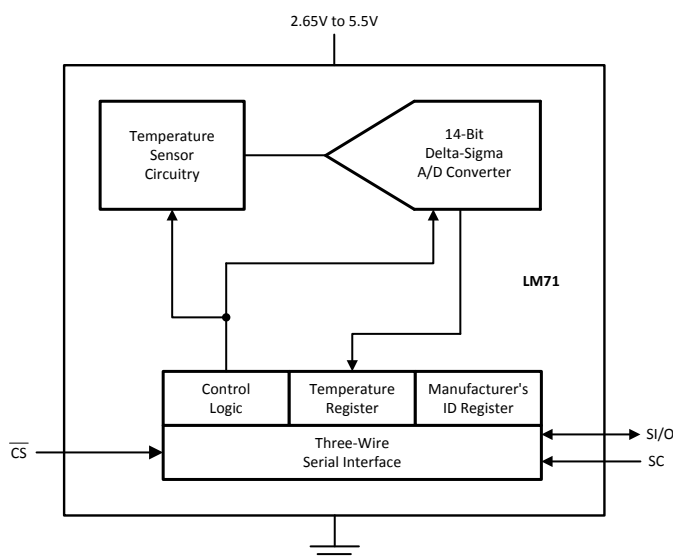 2.65V to 5.5V
Temperature
Sensor
Circuitry
14-Bit
Delta-Sigma
A/D Converter
LM71
Control
Logic
Temperature
Register
Manufacturer's
ID Register
Three-Wire
Serial Interface
CS
SI/O
SC